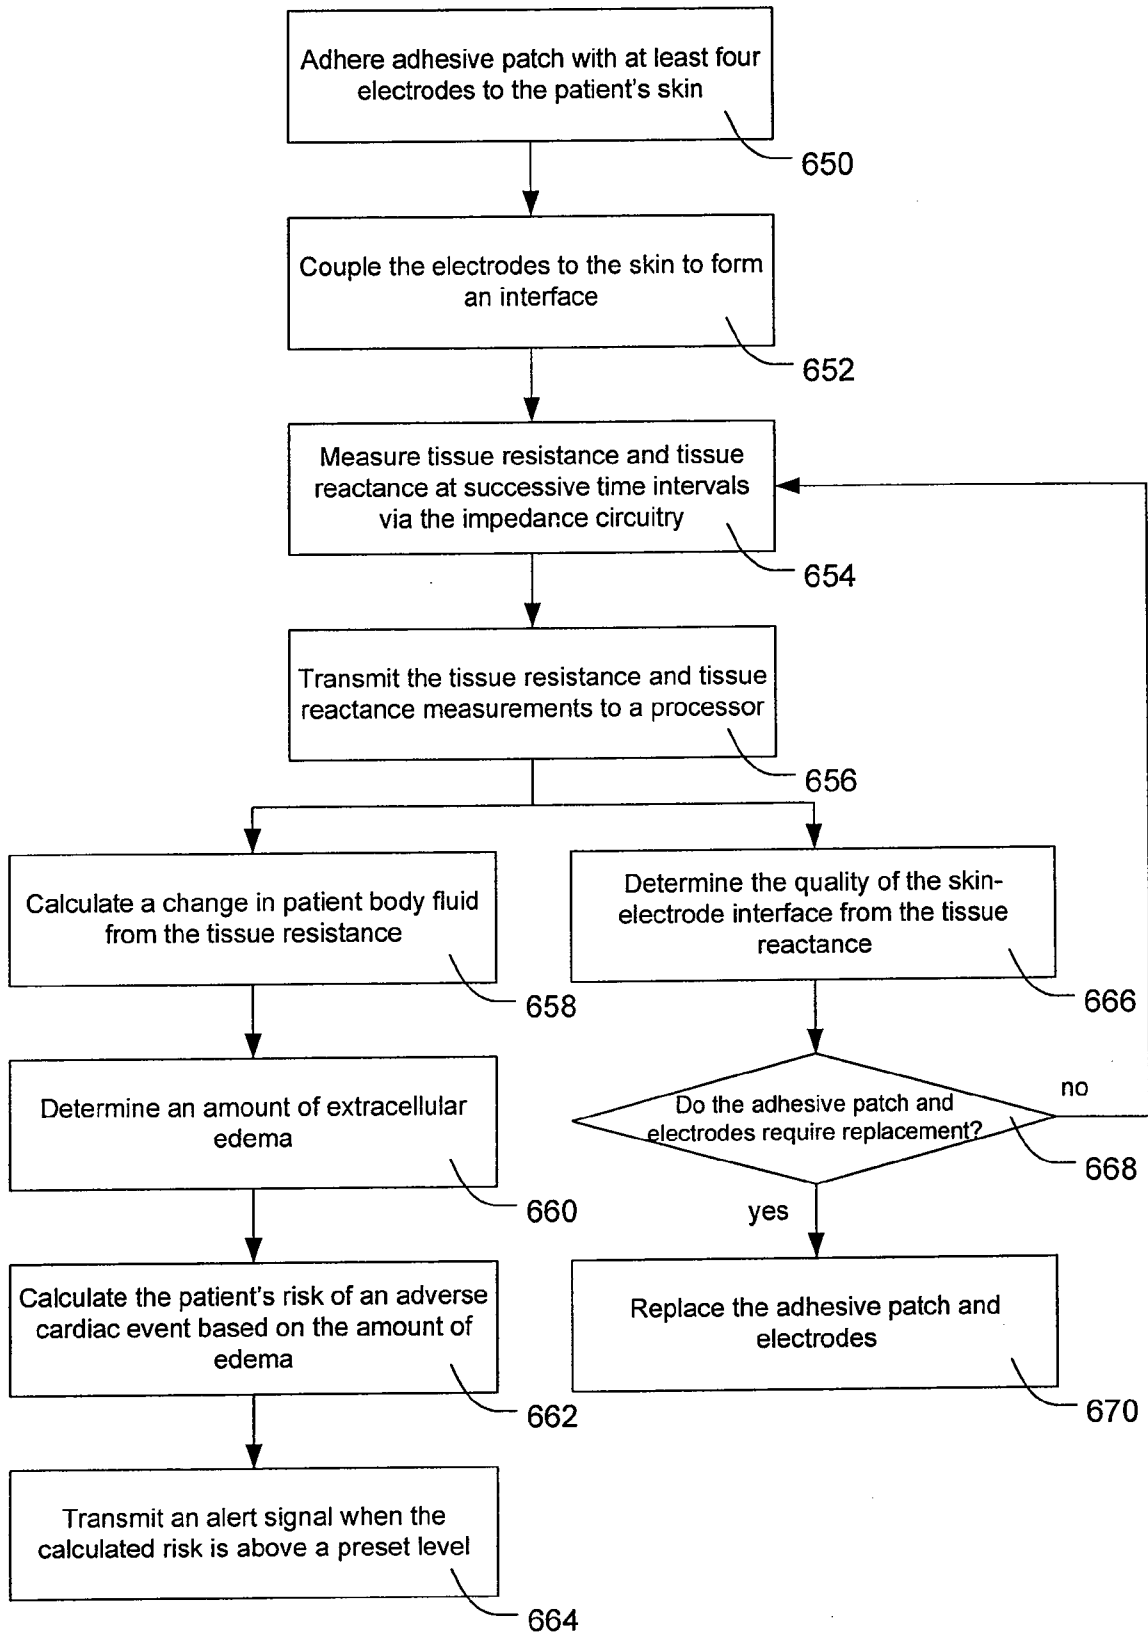 Adhere adhesive patch with at least four
electrodes to the patient's skin
650
Couple the electrodes to the skin to form
an interface
652
Measure tissue resistance and tissue
reactance at successive time intervals
via the impedance circuitry
654
Transmit the tissue resistance and tissue
reactance measurements to a processor
656
Calculate a change in patient body fluid
from the tissue resistance
658
Determine an amount of extracellular
edema
660
Calculate the patient's risk of an adverse
cardiac event based on the amount of
edema
662
Transmit an alert signal when the
calculated risk is above a preset level
664
Determine the quality of the skin-
electrode interface from the tissue
reactance
666
Do the adhesive patch and
electrodes require replacement?
668
no
yes
Replace the adhesive patch and
electrodes
670